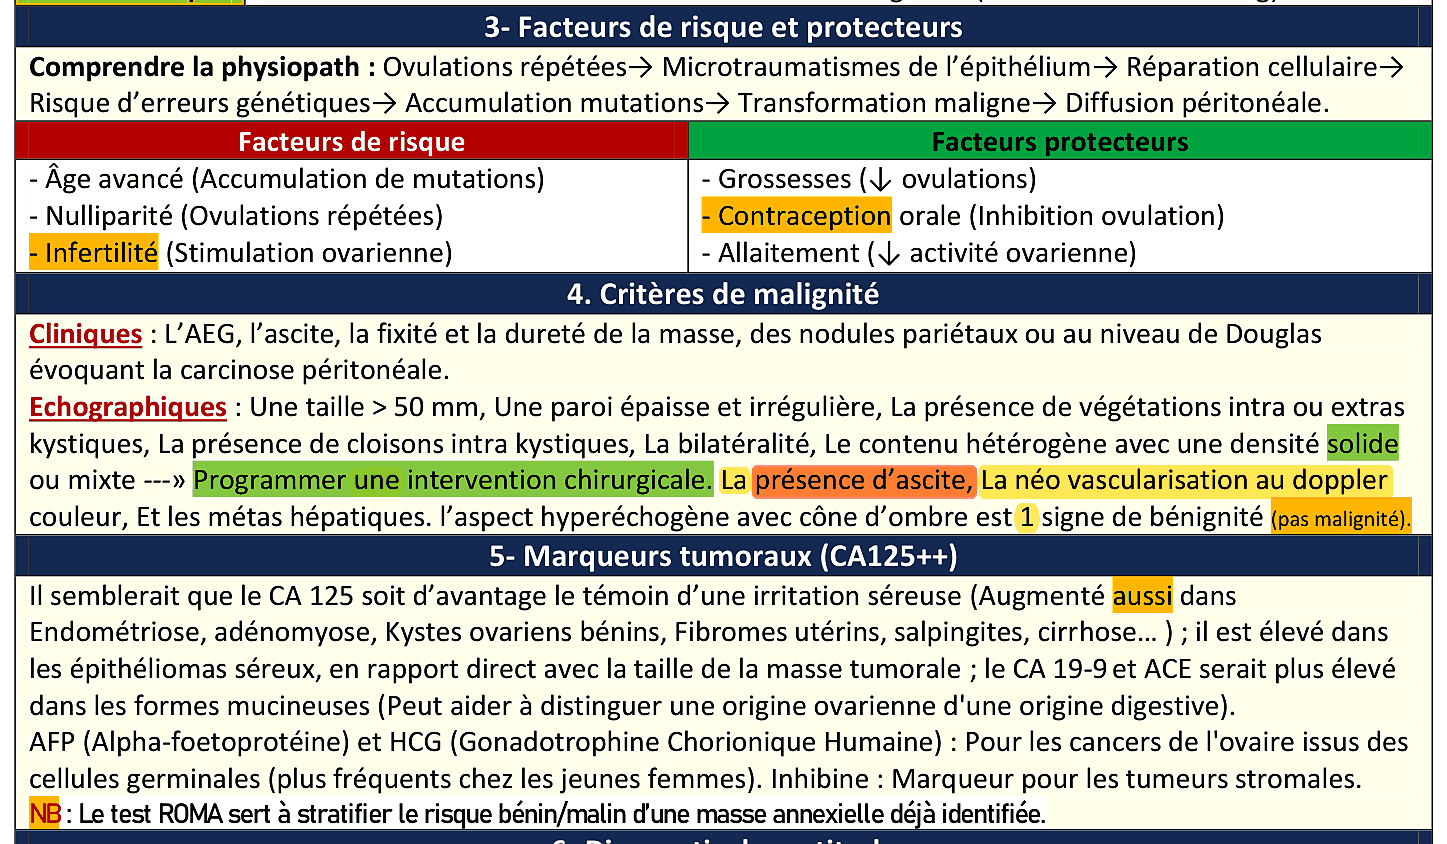 3- Facteurs de risque et protecteurs
Comprendre la physiopath : Ovulations répétées→ Microtraumatismes de l’épithélium→ Réparation cellulaire→
Risque d’erreurs génétiques→ Accumulation mutations→ Transformation maligne→ Diffusion péritonéale.
Facteurs de risque
- Âge avancé (Accumulation de mutations)
- Nulliparité (Ovulations répétées)
- Infertilité (Stimulation ovarienne)
Facteurs protecteurs
- Grossesses (↓ ovulations)
- Contraception orale (Inhibition ovulation)
- Allaitement (↓ activité ovarienne)
4. Critères de malignité
Cliniques : L’AEG, l’ascite, la fixité et la dureté de la masse, des nodules pariétaux ou au niveau de Douglas
évoquant la carcinose péritonéale.
Echographiques : Une taille > 50 mm, Une paroi épaisse et irrégulière, La présence de végétations intra ou extras
kystiques, La présence de cloisons intra kystiques, La bilatéralité, Le contenu hétérogène avec une densité solide
ou mixte ---» Programmer une intervention chirurgicale. La présence d’ascite, La néo vascularisation au doppler
couleur, Et les métas hépatiques. l’aspect hyperéchogène avec cône d’ombre est 1 signe de bénignité (pas malignité).
5- Marqueurs tumoraux (CA125++)
Il semblerait que le CA 125 soit d’avantage le témoin d’une irritation séreuse (Augmenté aussi dans
Endométriose, adénomyose, Kystes ovariens bénins, Fibromes utérins, salpingites, cirrhose… ) ; il est élevé dans
les épithéliomas séreux, en rapport direct avec la taille de la masse tumorale ; le CA 19-9 et ACE serait plus élevé
dans les formes mucineuses (Peut aider à distinguer une origine ovarienne d'une origine digestive).
AFP (Alpha-foetoprotéine) et HCG (Gonadotrophine Chorionique Humaine) : Pour les cancers de l'ovaire issus des
cellules germinales (plus fréquents chez les jeunes femmes). Inhibine : Marqueur pour les tumeurs stromales.
NB : Le test ROMA sert à stratifier le risque bénin/malin d'une masse annexielle déjà identifiée.